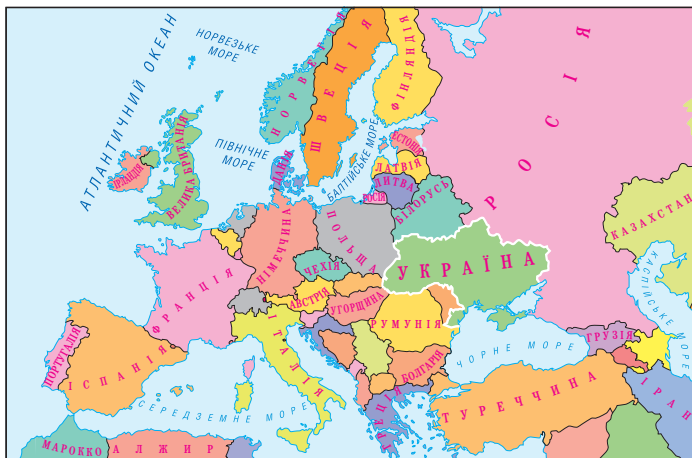 АТЛАНТИЧНИЙ ОКЕАН
НОРВЕЗЬКЕ
МОРЕ
НОРВЕГІЯ
ШВЕЦІЯ
ФІНЛЯНДІЯ
РОСІЯ
ПІВНІЧНЕ
МОРЕ
БАЛТІЙСЬКЕ МОРЕ
ЕСТОНІЯ
ЛАТВІЯ
ЛИТВА
РОСІЯ
БІЛОРУСЬ
ДАНІЯ
ІРЛАНДІЯ
ВЕЛИКА БРИТАНІЯ
НІМЕЧЧИНА
ПОЛЬЩА
ЧЕХІЯ
УКРАЇНА
КАЗАХСТАН
КАСПІЙСЬКЕ МОРЕ
ФРАНЦІЯ
АВСТРІЯ
УГОРЩИНА
РУМУНІЯ
ІТАЛІЯ
ПОРТУГАЛІЯ
ІСПАНІЯ
БОЛГАРІЯ
ЧОРНЕ МОРЕ
ГРУЗІЯ
СЕРЕДЗЕМНЕ МОРЕ
ГРЕЦІЯ
ТУРЕЧЧИНА
ІРАН
МАРОККО
АЛЖИР